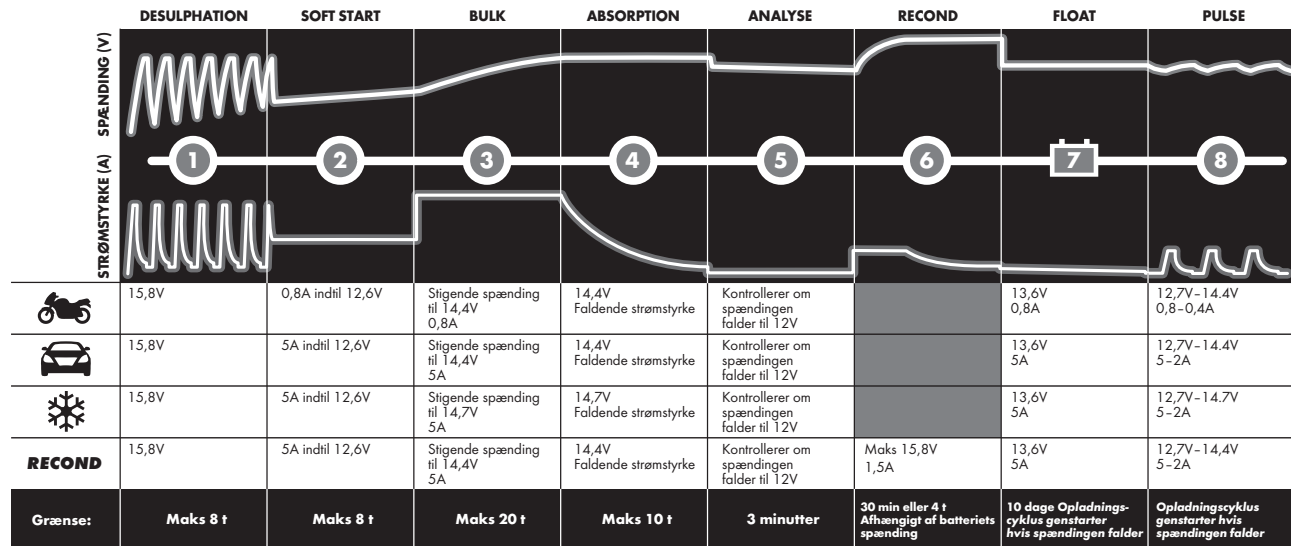 DESULPHATION SOFT START BULK ABSORPTION ANALYSE RECOND FLOAT PULSE
SPÆNDING (V)
1 2 3 4 5 6 7 8
STRØMSTYRKE (A)
15,8V
0,8A indtil 12,6V
Stigende spænding
til 14,4V
0,8A
14,4V
Faldende strømstyrke
Kontrollerer om
spændingen
falder til 12V
13,6V
0,8A
12,7V–14.4V
0,8–0,4A
15,8V
5A indtil 12,6V
Stigende spænding
til 14,4V
5A
14,4V
Faldende strømstyrke
Kontrollerer om
spændingen
falder til 12V
13,6V
5A
12,7V–14.4V
5–2A
15,8V
5A indtil 12,6V
Stigende spænding
til 14,7V
5A
14,7V
Faldende strømstyrke
Kontrollerer om
spændingen
falder til 12V
13,6V
5A
12,7V–14.7V
5–2A
RECOND
15,8V
5A indtil 12,6V
Stigende spænding
til 14,4V
5A
14,4V
Faldende strømstyrke
Kontrollerer om
spændingen
falder til 12V
Maks 15,8V
1,5A
13,6V
5A
12,7V–14,4V
5–2A
Grænse:
Maks 8 t
Maks 8 t
Maks 20 t
Maks 10 t
3 minutter
30 min eller 4 t
Afhængigt af batteriets
spænding
10 dage Opladnings-
cyklus genstarter
hvis spændingen falder
Opladningscyklus
genstarter hvis
spændingen falder